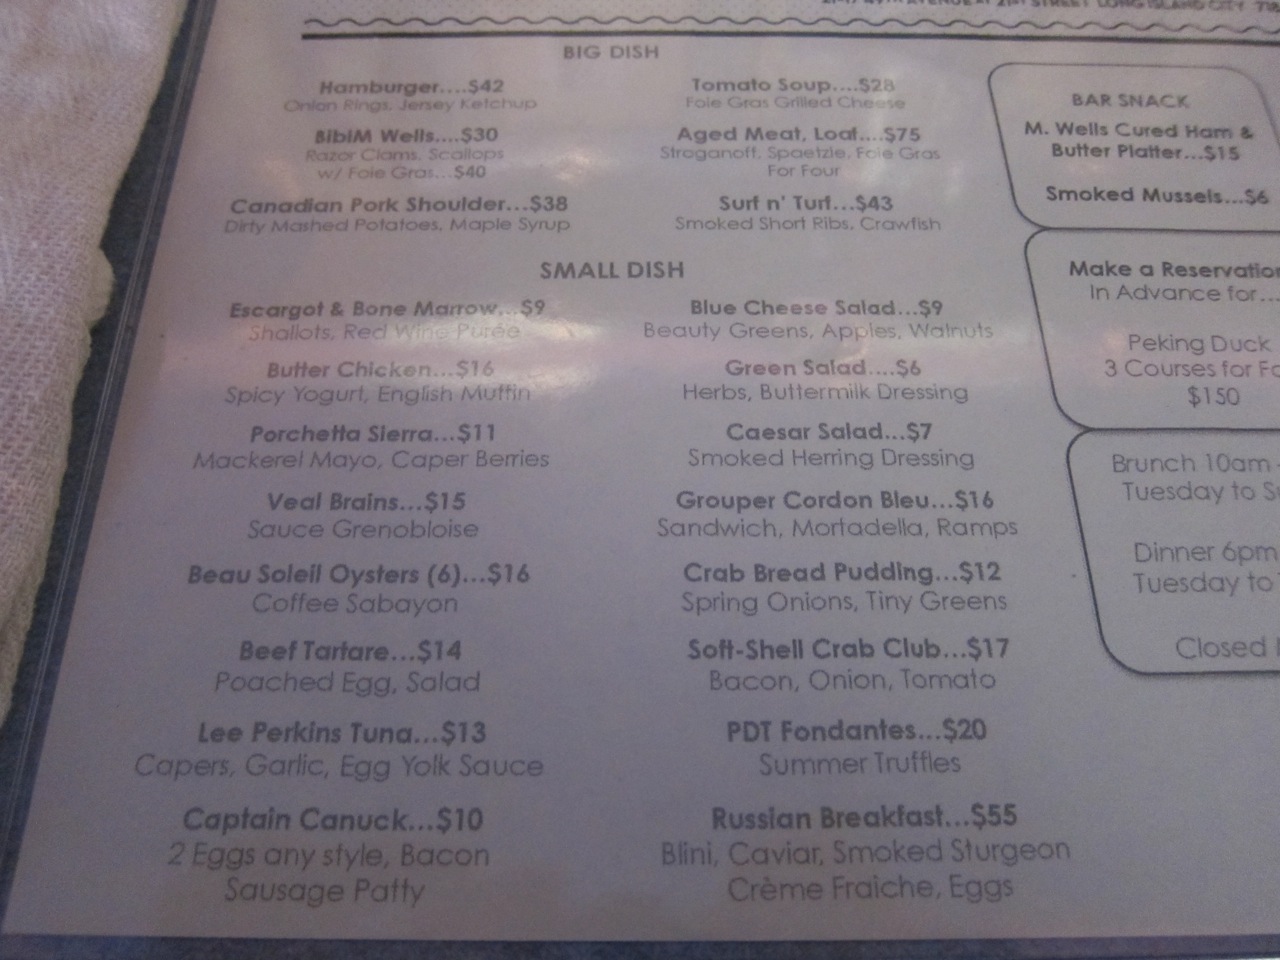 AVENUE AT 21ST STREET LONG ISLAND CITY 718
BIG DISH
Hamburger....$42
Onion Rings, Jersey Ketchup
BibiM Wells....$30
Razor Clams, Scallops
w/ Foie Gras...$40
Canadian Pork Shoulder...$38
Dirty Mashed Potatoes, Maple Syrup
Tomato Soup....$28
Foie Gras Grilled Cheese
Aged Meat, Loaf....$75
Stroganoff, Spaetzle, Foie Gras
For Four
Surf n' Turf...$43
Smoked Short Ribs, Crawfish
SMALL DISH
Escargot & Bone Marrow...$9
Shallots, Red Wine Purée
Butter Chicken...$16
Spicy Yogurt, English Muffin
Porchetta Sierra...$11
Mackerel Mayo, Caper Berries
Veal Brains...$15
Sauce Grenobloise
Beau Soleil Oysters (6)...$16
Coffee Sabayon
Beef Tartare...$14
Poached Egg, Salad
Lee Perkins Tuna...$13
Capers, Garlic, Egg Yolk Sauce
Captain Canuck...$10
2 Eggs any style, Bacon
Sausage Patty
Blue Cheese Salad...$9
Beauty Greens, Apples, Walnuts
Green Salad....$6
Herbs, Buttermilk Dressing
Caesar Salad...$7
Smoked Herring Dressing
Grouper Cordon Bleu...$16
Sandwich, Mortadella, Ramps
Crab Bread Pudding...$12
Spring Onions, Tiny Greens
Soft-Shell Crab Club...$17
Bacon, Onion, Tomato
PDT Fondantes...$20
Summer Truffles
Russian Breakfast...$55
Blini, Caviar, Smoked Sturgeon
Crème Fraiche, Eggs
BAR SNACK
M. Wells Cured Ham &
Butter Platter...$15
Smoked Mussels...$6
Make a Reservation
In Advance for...
Peking Duck
3 Courses for Fo
$150
Brunch 10am
Tuesday to Su
Dinner 6pm
Tuesday to
Closed